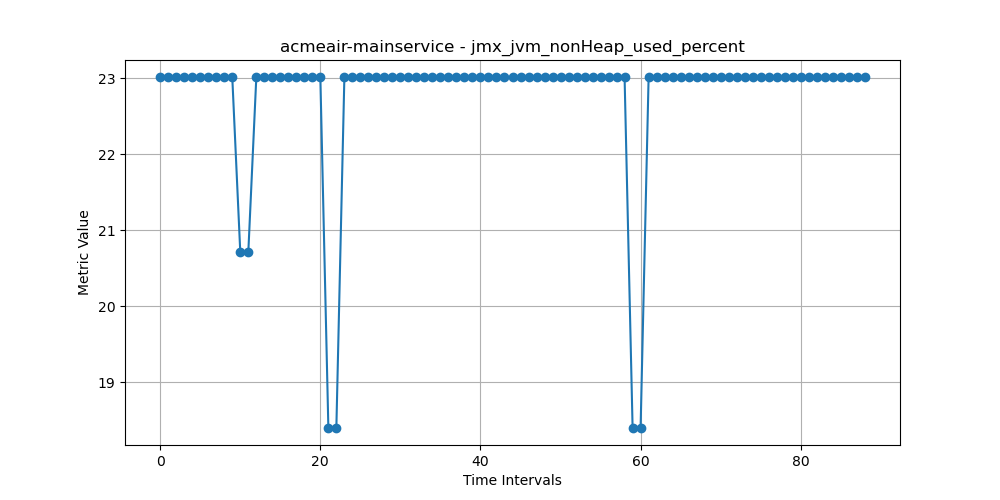 acmeair-mainservice - jmx_jvm_nonHeap_used_percent
23
22
21
20
19
Metric Value
0 20 40 60 80
Time Intervals